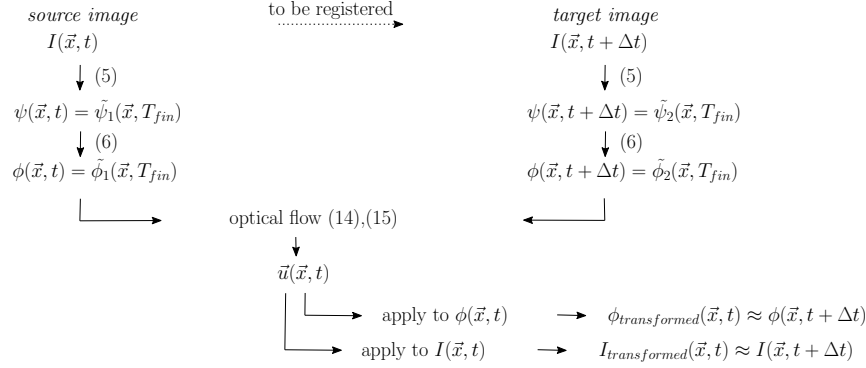 source image to be registered target image
I(x⃗, t) I(x⃗, t + Δt)
(5) (5)
ψ(x⃗, t) = ψ̃₁(x⃗, T_fin) ψ(x⃗, t + Δt) = ψ̃₂(x⃗, T_fin)
(6) (6)
ϕ(x⃗, t) = ϕ̃₁(x⃗, T_fin) ϕ(x⃗, t + Δt) = ϕ̃₂(x⃗, T_fin)
optical flow (14),(15)
u⃗(x⃗, t)
apply to ϕ(x⃗, t) ϕ_transformed(x⃗, t) ≈ ϕ(x⃗, t + Δt)
apply to I(x⃗, t) I_transformed(x⃗, t) ≈ I(x⃗, t + Δt)